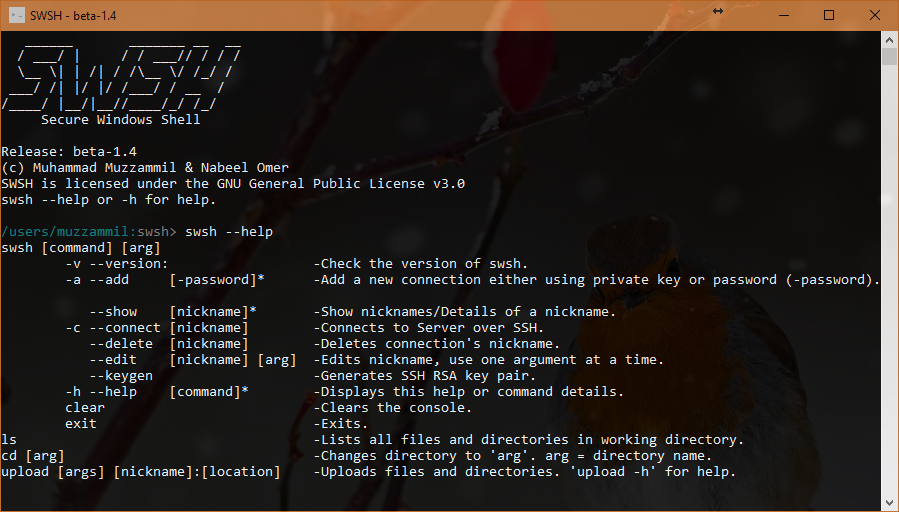 SWSH - beta-1.4
SWSH
Secure Windows Shell
Release: beta-1.4
(c) Muhammad Muzzammil & Nabeel Omer
SWSH is licensed under the GNU General Public License v3.0
swsh --help or -h for help.
/users/muzzammil:swsh> swsh --help
swsh [command] [arg]
-v --version: -Check the version of swsh.
-a --add [-password]* -Add a new connection either using private key or password (-password).
--show [nickname]* -Show nicknames/Details of a nickname.
-c --connect [nickname] -Connects to Server over SSH.
--delete [nickname] -Deletes connection's nickname.
--edit [nickname] [arg] -Edits nickname, use one argument at a time.
--keygen -Generates SSH RSA key pair.
-h --help [command]* -Displays this help or command details.
clear -Clears the console.
exit -Exits.
ls -Lists all files and directories in working directory.
cd [arg] -Changes directory to 'arg'. arg = directory name.
upload [args] [nickname]:[location] -Uploads files and directories. 'upload -h' for help.